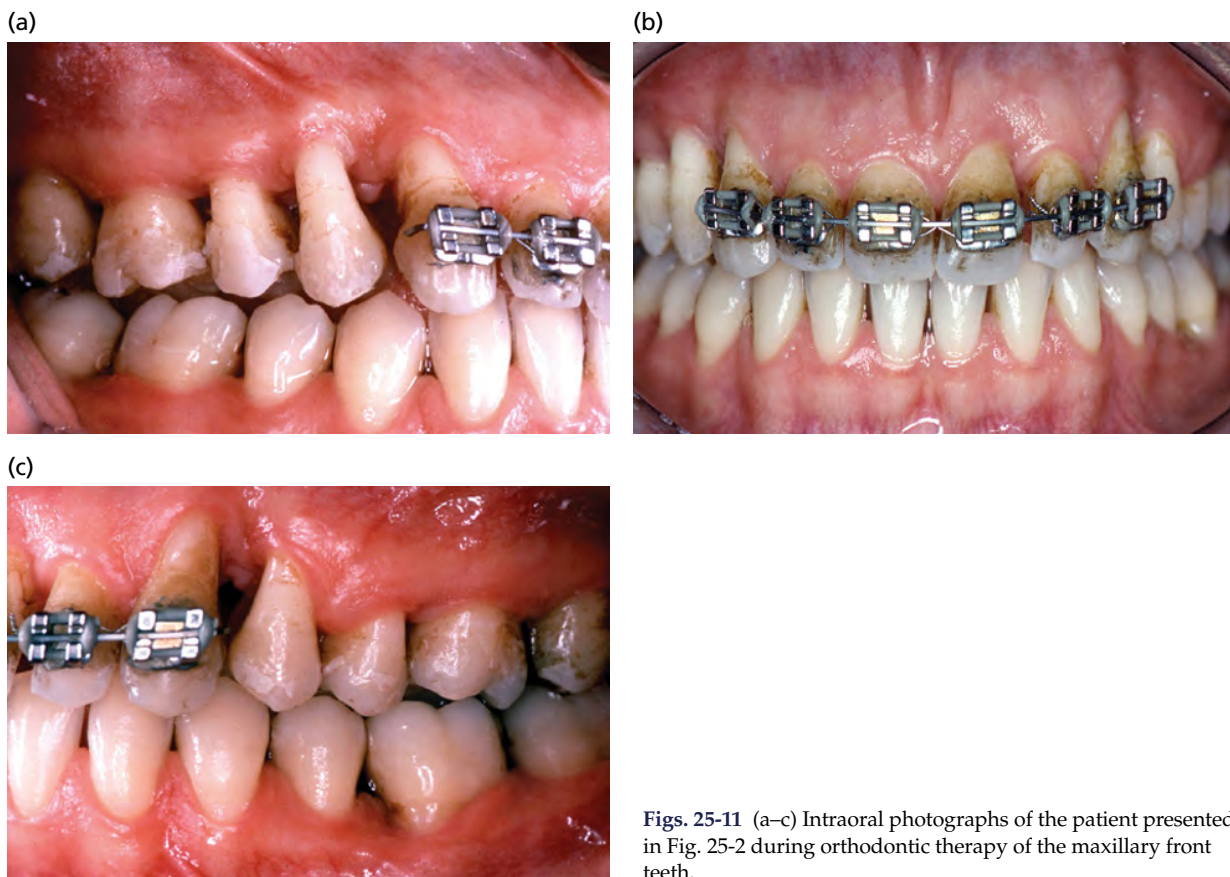 (a)
(b)
(c)
Figs. 25-11 (a–c) Intraoral photographs of the patient presented
in Fig. 25-2 during orthodontic therapy of the maxillary front
teeth.